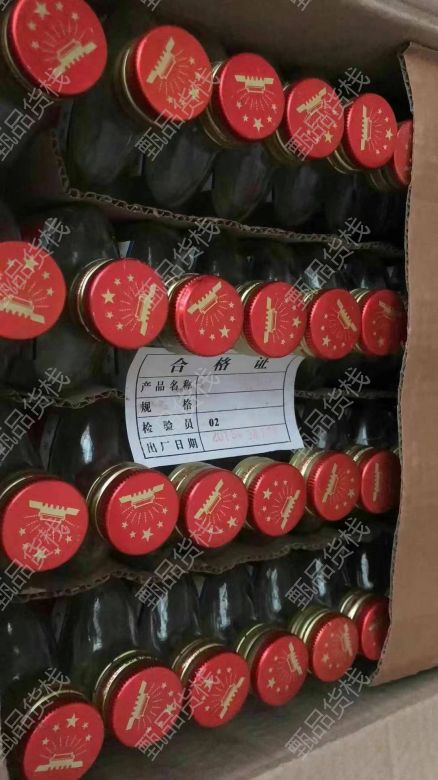 合格证
产品名称
规格
检验员 02
出厂日期
甄品货栈